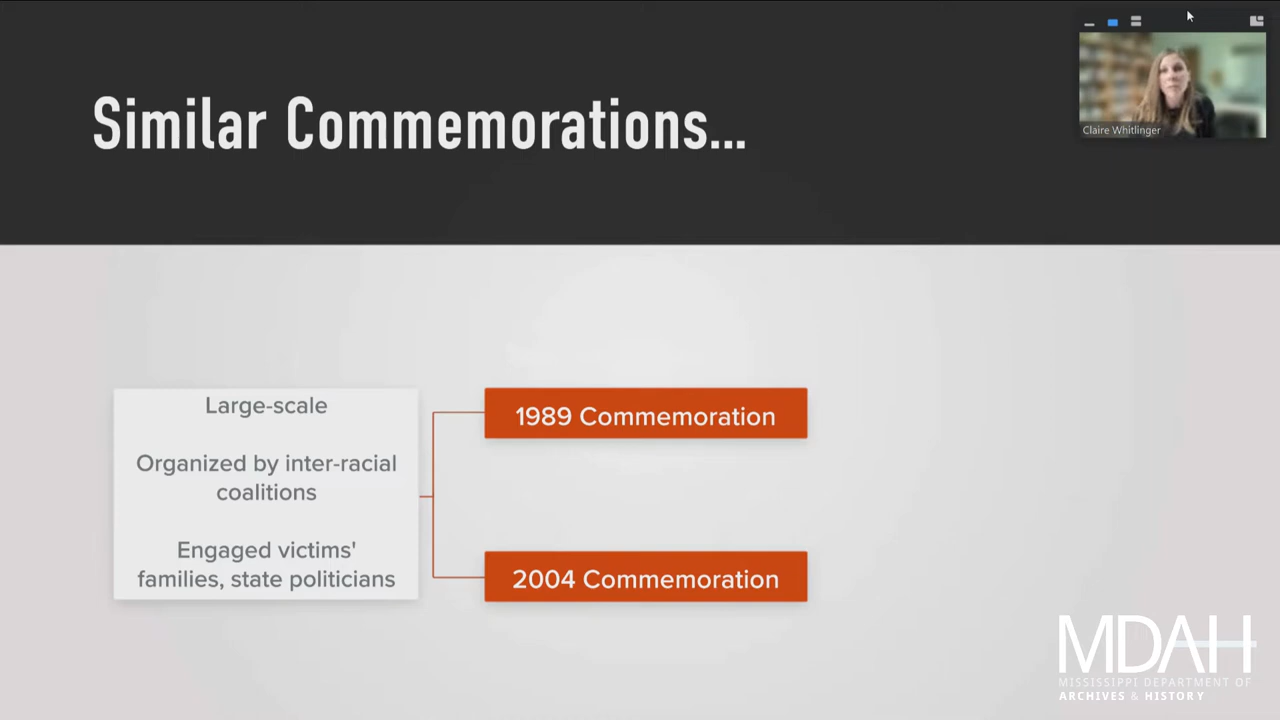 Similar Commemorations...
Claire Whitlinger
Large-scale
Organized by inter-racial
coalitions
Engaged victims'
families, state politicians
1989 Commemoration
2004 Commemoration
MDAH
MISSISSIPPI DEPARTMENT OF
ARCHIVES & HISTORY